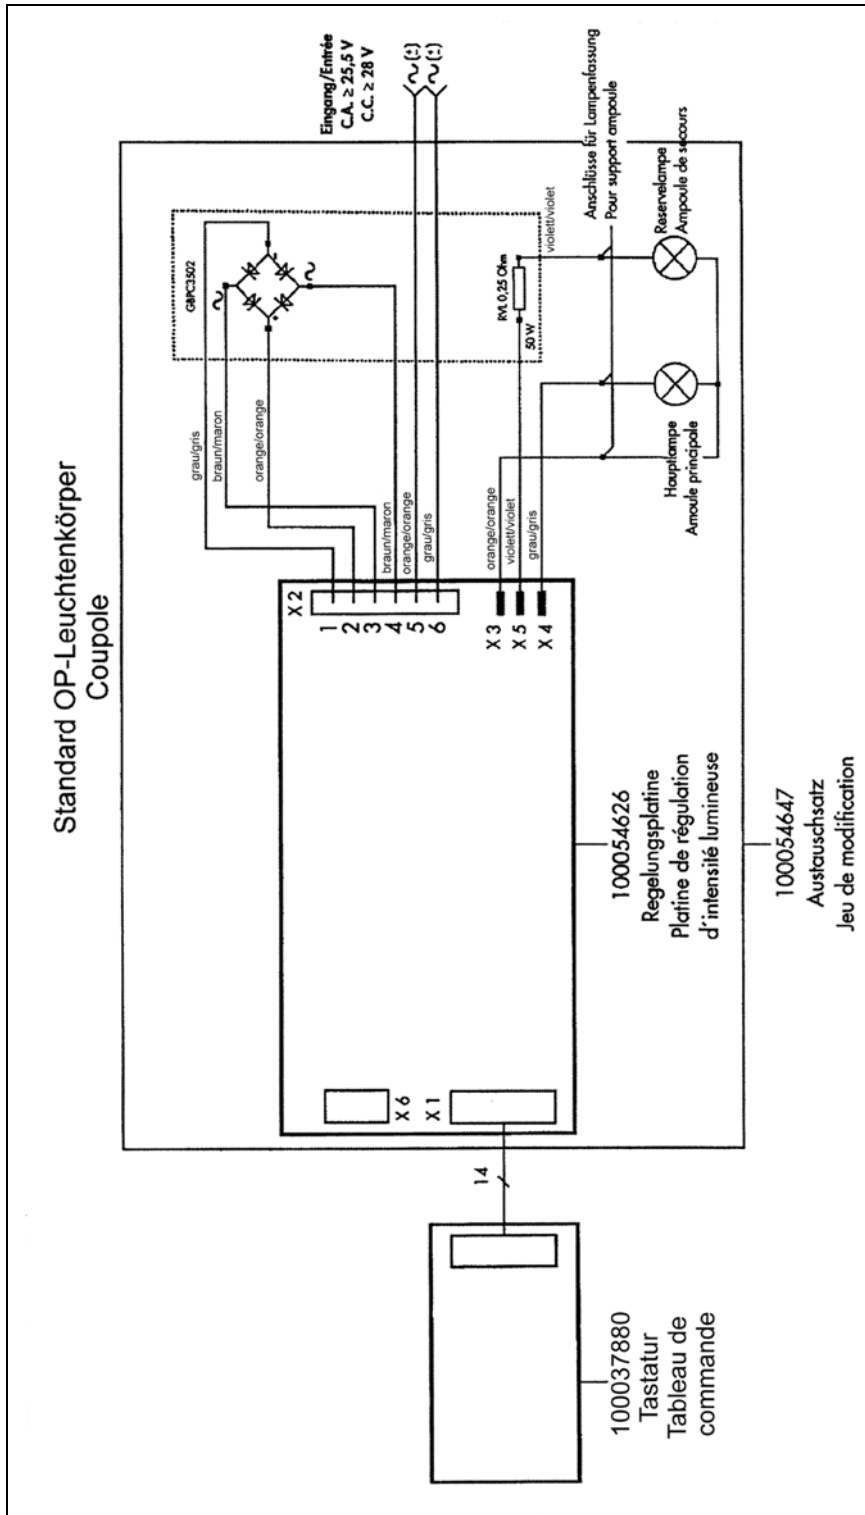 Standard OP-Leuchtenkörper
Coupole
Eingang/Entrée
C.A. ≥ 25,5 V
C.C. ≥ 28 V
~(±)
~(±)
GBPC3502
~
~
+
-
grau/gris
braun/maron
orange/orange
braun/maron
orange/orange
grau/gris
RVL 0,25 Ohm
50 W
violett/violet
orange/orange
violett/violet
grau/gris
Anschlüsse für Lampenfassung
Pour support ampoule
Reservelampe
Ampoule de secours
Hauptlampe
Amoule principale
X 2
1
2
3
4
5
6
X 3
X 5
X 4
X 6
X 1
14
100054626
Regelungsplatine
Platine de régulation
d'intensité lumineuse
100054647
Austauschsatz
Jeu de modification
100037880
Tastatur
Tableau de
commande